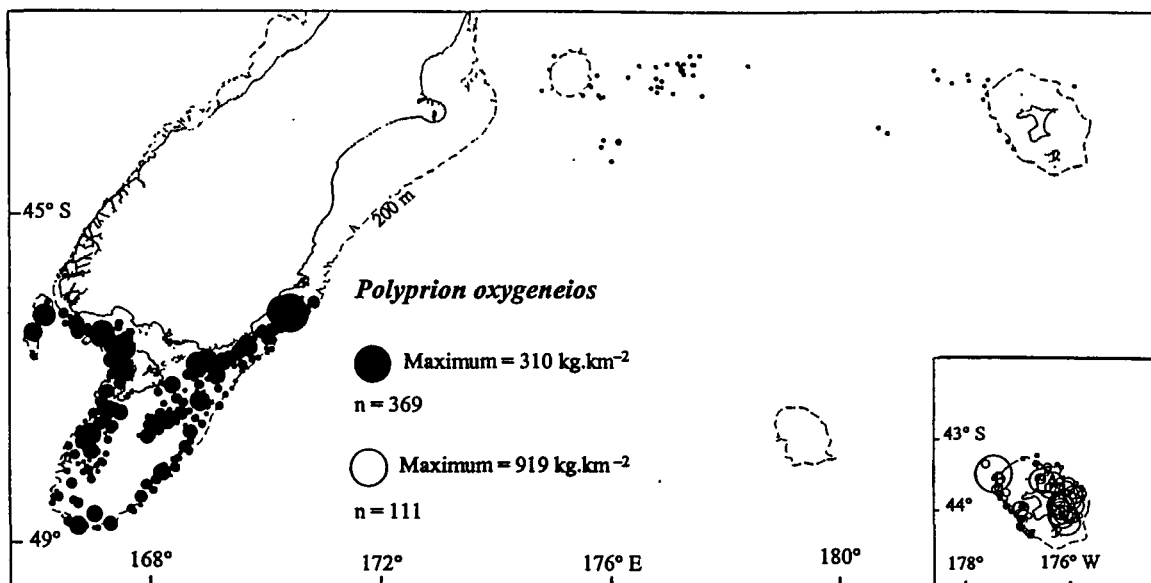 45° S
200 m
Polyprion oxygeneios
Maximum = 310 kg.km⁻²
n = 369
Maximum = 919 kg.km⁻²
n = 111
49°
168°
172°
176° E
180°
43° S
44°
178°
176° W